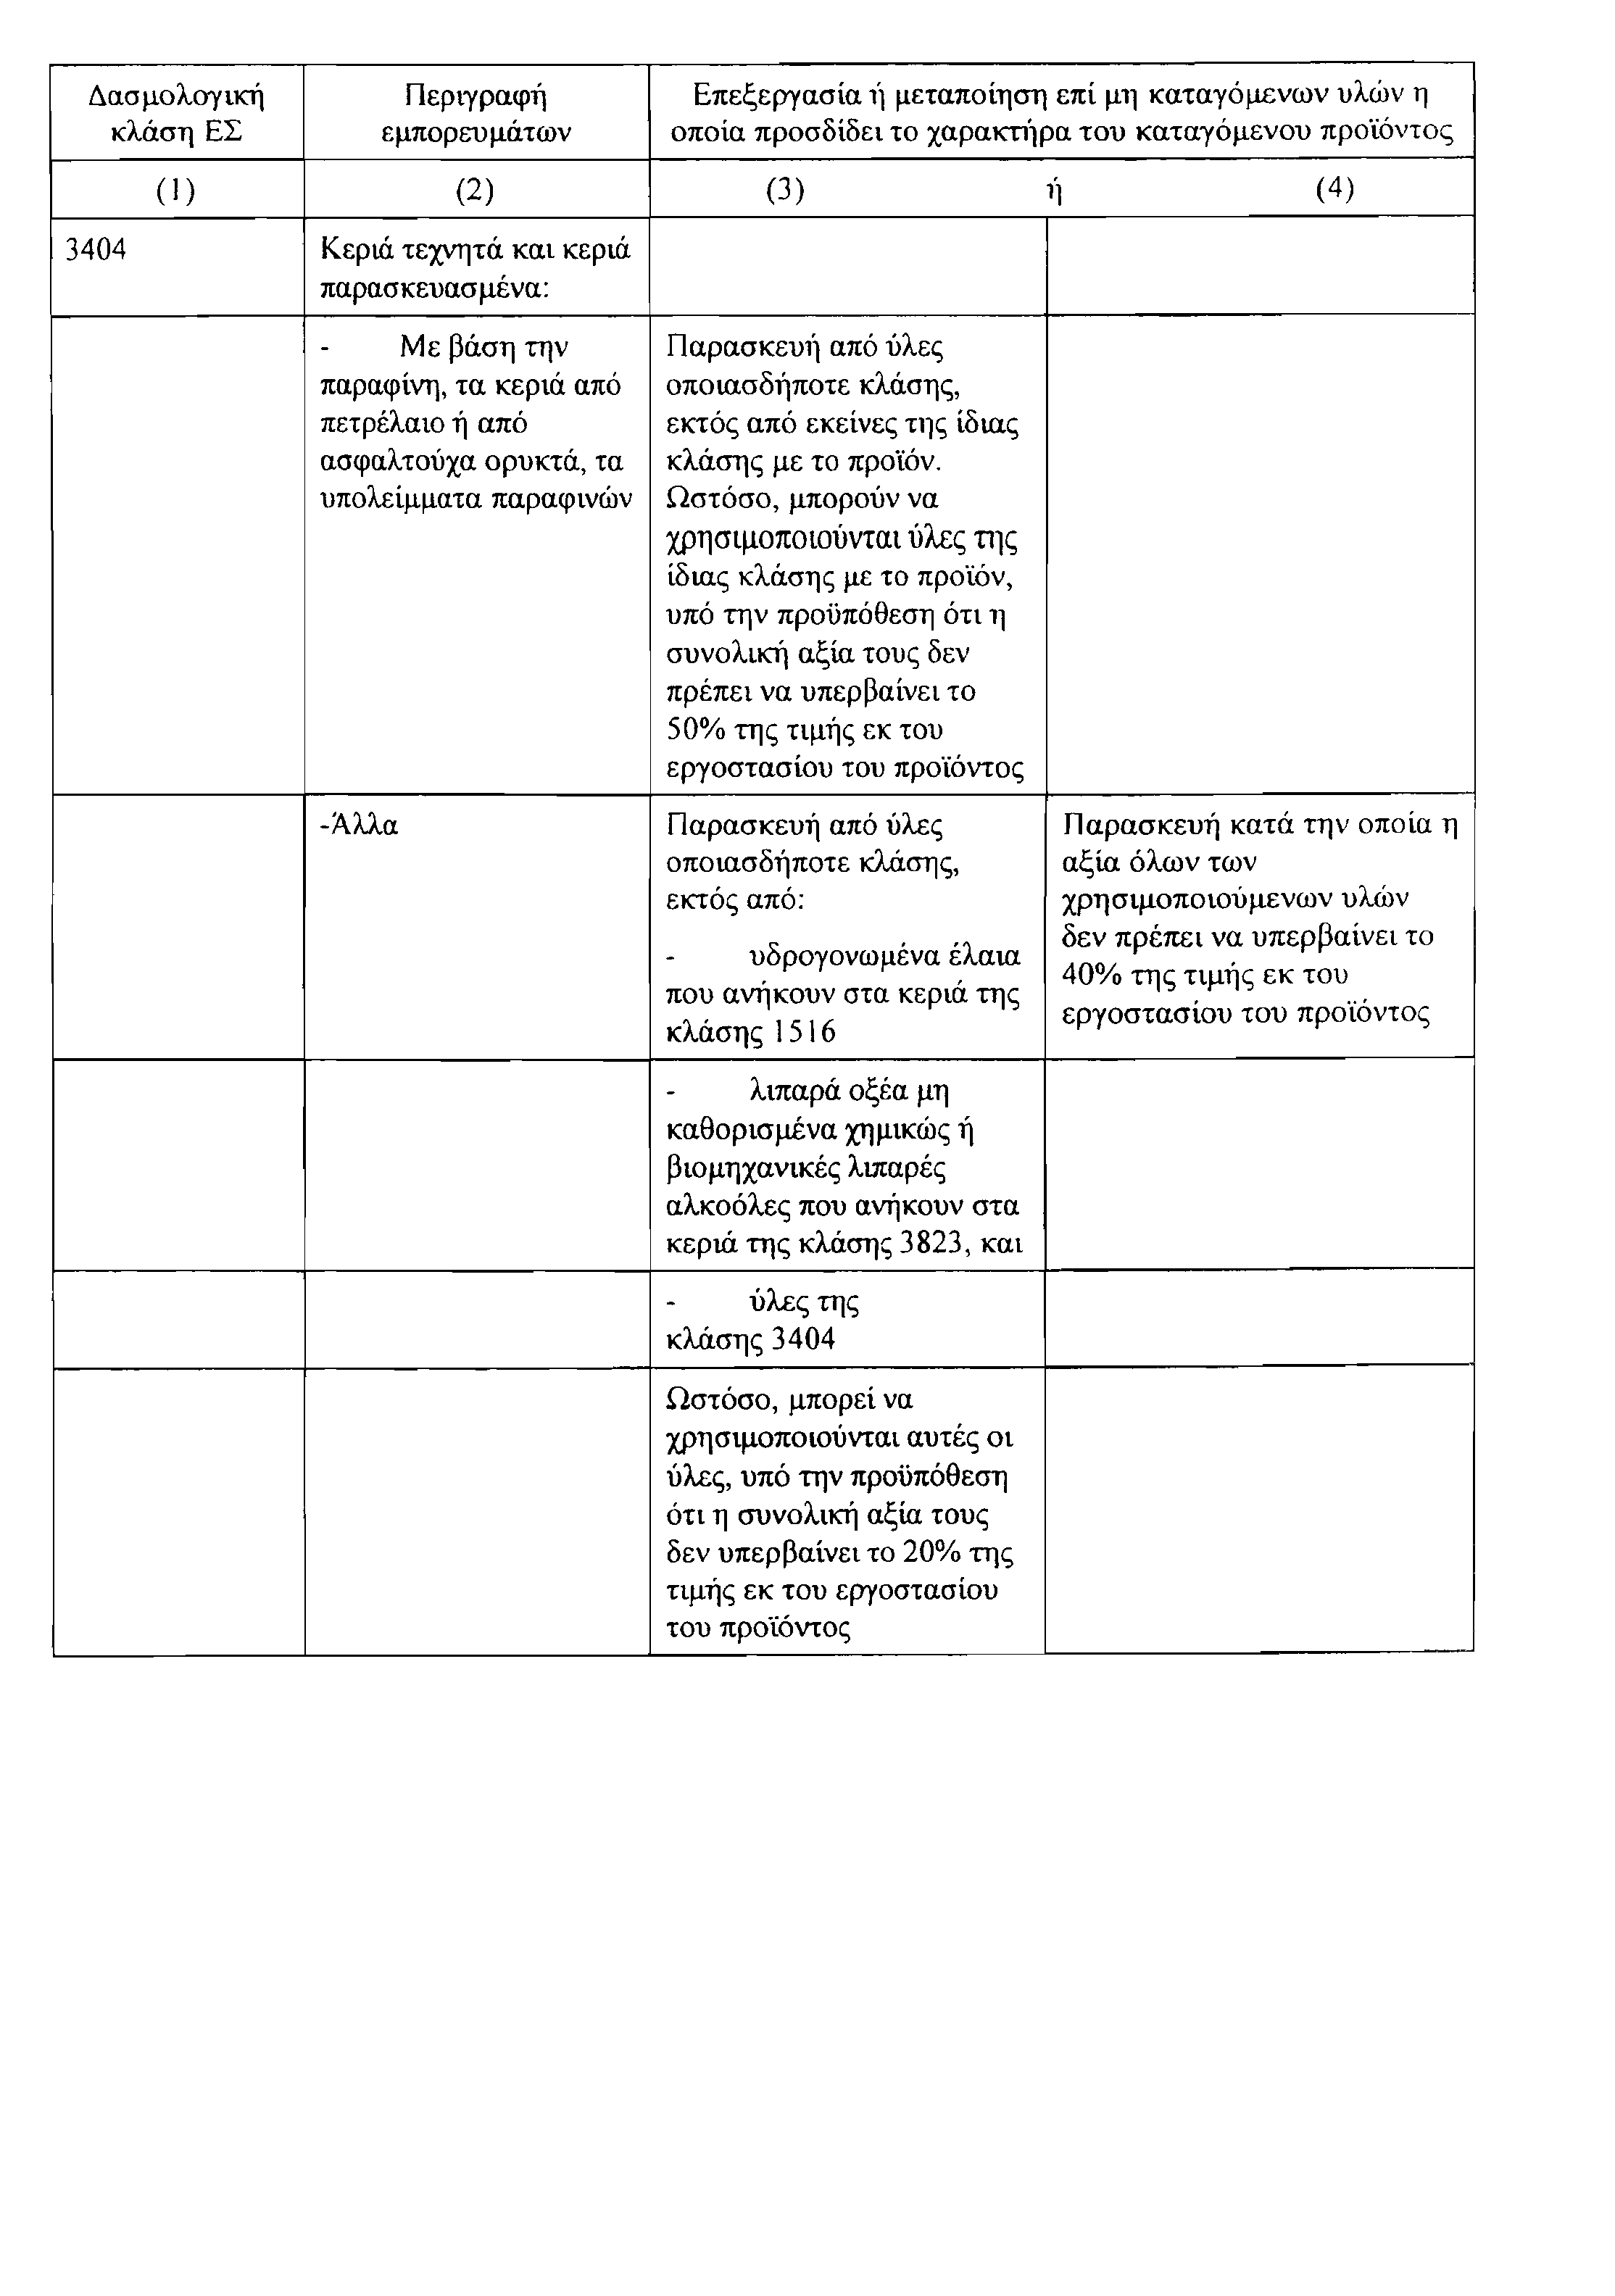 Δασμολογική
κλάση ΕΣ
Περιγραφή
εμπορευμάτων
Επεξεργασία ή μεταποίηση επί μη καταγόμενων υλών η
οποία προσδίδει το χαρακτήρα του καταγόμενου προϊόντος
(1)
(2)
(3) ή (4)
3404
Κεριά τεχνητά και κεριά
παρασκευασμένα:
- Με βάση την
παραφίνη, τα κεριά από
πετρέλαιο ή από
ασφαλτούχα ορυκτά, τα
υπολείμματα παραφινών
Παρασκευή από ύλες
οποιασδήποτε κλάσης,
εκτός από εκείνες της ίδιας
κλάσης με το προϊόν.
Ωστόσο, μπορούν να
χρησιμοποιούνται ύλες της
ίδιας κλάσης με το προϊόν,
υπό την προϋπόθεση ότι η
συνολική αξία τους δεν
πρέπει να υπερβαίνει το
50% της τιμής εκ του
εργοστασίου του προϊόντος
-Άλλα
Παρασκευή από ύλες
οποιασδήποτε κλάσης,
εκτός από:
- υδρογονωμένα έλαια
που ανήκουν στα κεριά της
κλάσης 1516
Παρασκευή κατά την οποία η
αξία όλων των
χρησιμοποιούμενων υλών
δεν πρέπει να υπερβαίνει το
40% της τιμής εκ του
εργοστασίου του προϊόντος
- λιπαρά οξέα μη
καθορισμένα χημικώς ή
βιομηχανικές λιπαρές
αλκοόλες που ανήκουν στα
κεριά της κλάσης 3823, και
- ύλες της
κλάσης 3404
Ωστόσο, μπορεί να
χρησιμοποιούνται αυτές οι
ύλες, υπό την προϋπόθεση
ότι η συνολική αξία τους
δεν υπερβαίνει το 20% της
τιμής εκ του εργοστασίου
του προϊόντος